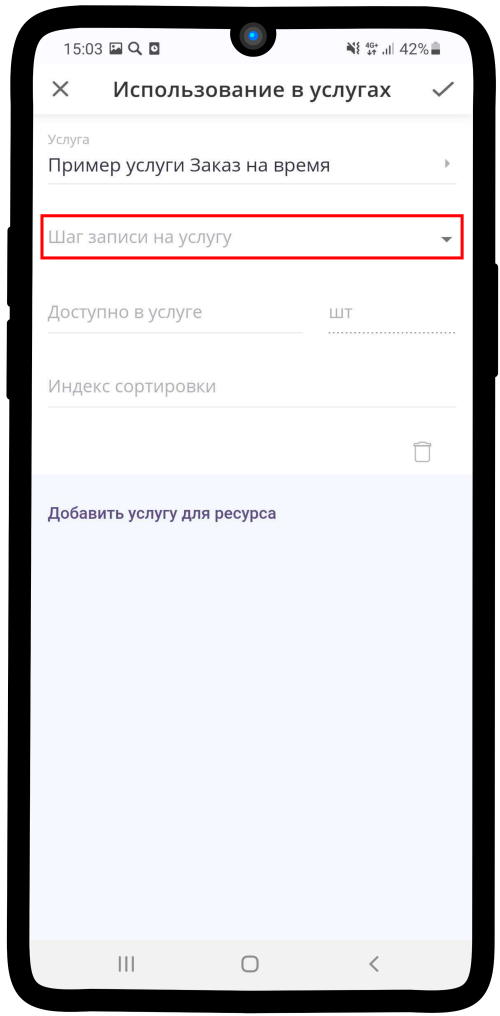 15:03 4G+ 42%
Использование в услугах
Услуга
Пример услуги Заказ на время
Шаг записи на услугу
Доступно в услуге шт
Индекс сортировки
Добавить услугу для ресурса